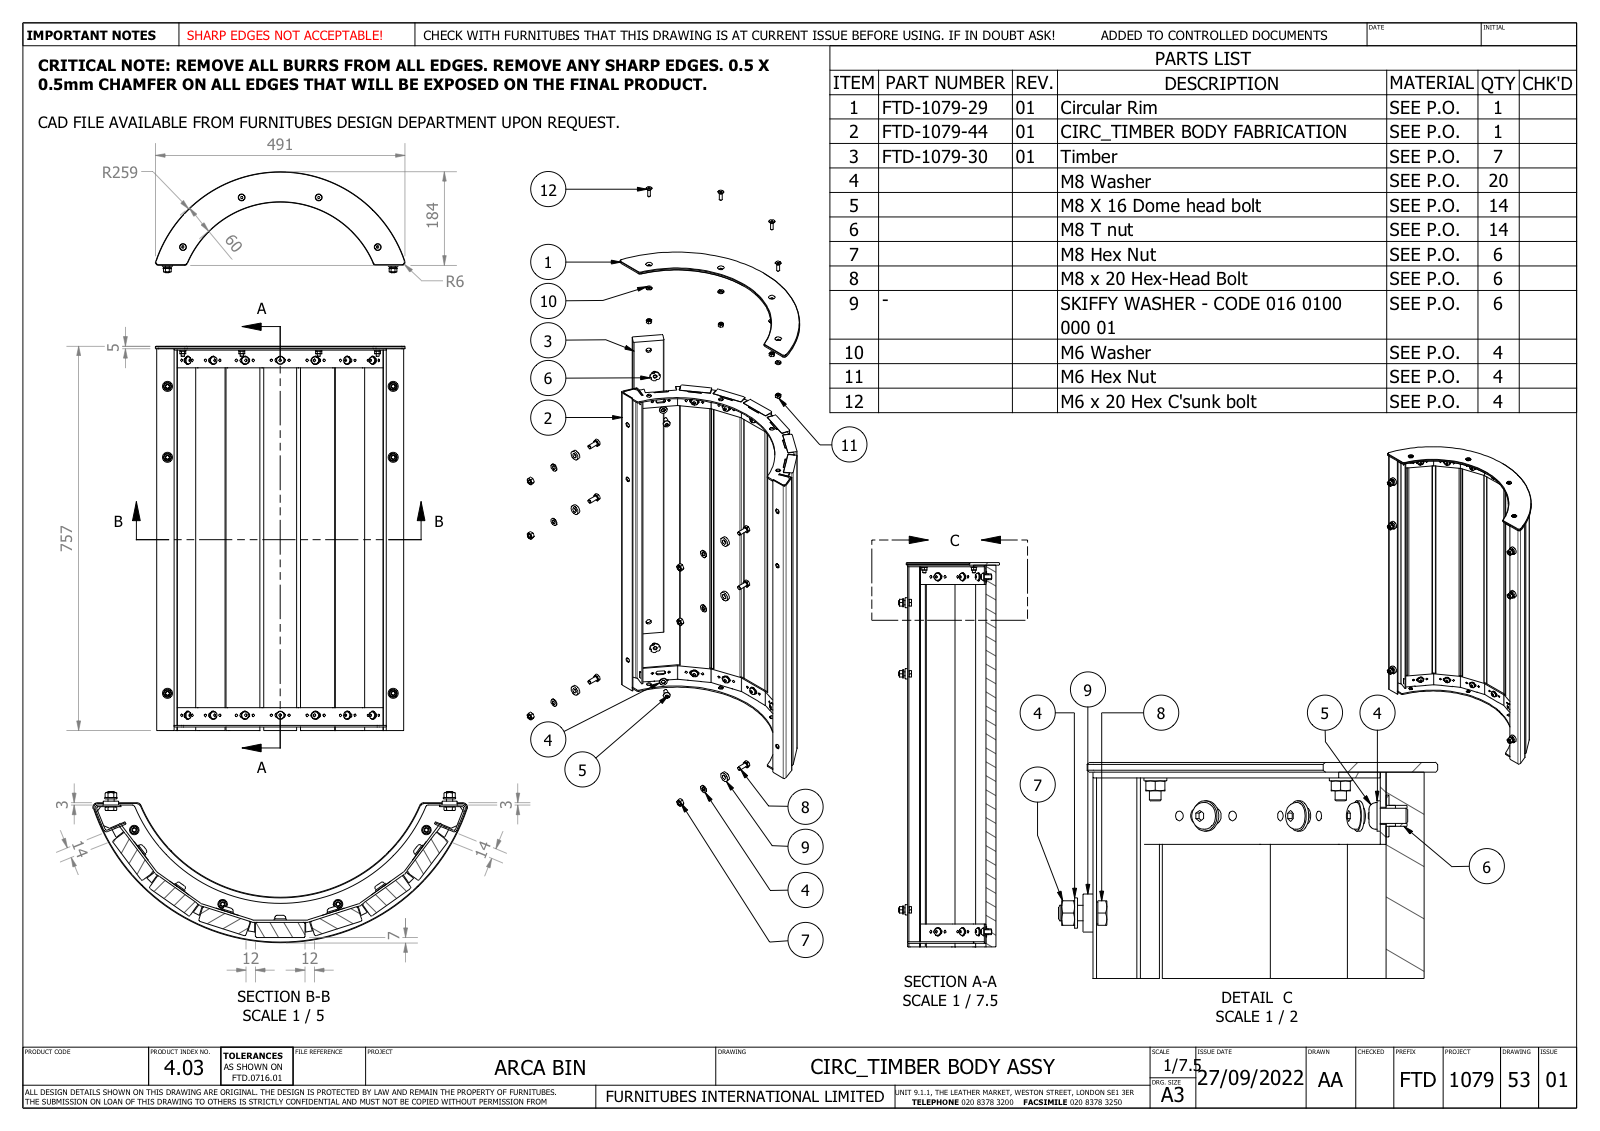 IMPORTANT NOTES
SHARP EDGES NOT ACCEPTABLE!
CHECK WITH FURNITUBES THAT THIS DRAWING IS AT CURRENT ISSUE BEFORE USING. IF IN DOUBT ASK!
ADDED TO CONTROLLED DOCUMENTS
DATE
INITIAL
CRITICAL NOTE: REMOVE ALL BURRS FROM ALL EDGES. REMOVE ANY SHARP EDGES. 0.5 X
0.5mm CHAMFER ON ALL EDGES THAT WILL BE EXPOSED ON THE FINAL PRODUCT.
CAD FILE AVAILABLE FROM FURNITUBES DESIGN DEPARTMENT UPON REQUEST.
PARTS LIST
ITEM PART NUMBER REV. DESCRIPTION MATERIAL QTY CHK'D
1 FTD-1079-29 01 Circular Rim SEE P.O. 1
2 FTD-1079-44 01 CIRC_TIMBER BODY FABRICATION SEE P.O. 1
3 FTD-1079-30 01 Timber SEE P.O. 7
4 M8 Washer SEE P.O. 20
5 M8 X 16 Dome head bolt SEE P.O. 14
6 M8 T nut SEE P.O. 14
7 M8 Hex Nut SEE P.O. 6
8 M8 x 20 Hex-Head Bolt SEE P.O. 6
9 - SKIFFY WASHER - CODE 016 0100 SEE P.O. 6
000 01
10 M6 Washer SEE P.O. 4
11 M6 Hex Nut SEE P.O. 4
12 M6 x 20 Hex C'sunk bolt SEE P.O. 4
491
R259
184
60
R6
A
5
757
B
B
A
3
3
14
14
7
12
12
SECTION B-B
SCALE 1 / 5
12
1
10
3
6
2
11
4
5
8
9
4
7
C
SECTION A-A
SCALE 1 / 7.5
9
4
8
5
4
7
6
DETAIL C
SCALE 1 / 2
PRODUCT CODE
PRODUCT INDEX NO.
4.03
TOLERANCES
AS SHOWN ON
FTD.0716.01
FILE REFERENCE
PROJECT
ARCA BIN
DRAWING
CIRC_TIMBER BODY ASSY
SCALE
1/7.5
DRG. SIZE
A3
ISSUE DATE
27/09/2022
DRAWN
AA
CHECKED
PREFIX
FTD
PROJECT
1079
DRAWING
53
ISSUE
01
ALL DESIGN DETAILS SHOWN ON THIS DRAWING ARE ORIGINAL. THE DESIGN IS PROTECTED BY LAW AND REMAIN THE PROPERTY OF FURNITUBES.
THE SUBMISSION ON LOAN OF THIS DRAWING TO OTHERS IS STRICTLY CONFIDENTIAL AND MUST NOT BE COPIED WITHOUT PERMISSION FROM
FURNITUBES INTERNATIONAL LIMITED
UNIT 9.1.1, THE LEATHER MARKET, WESTON STREET, LONDON SE1 3ER
TELEPHONE 020 8378 3200 FACSIMILE 020 8378 3250